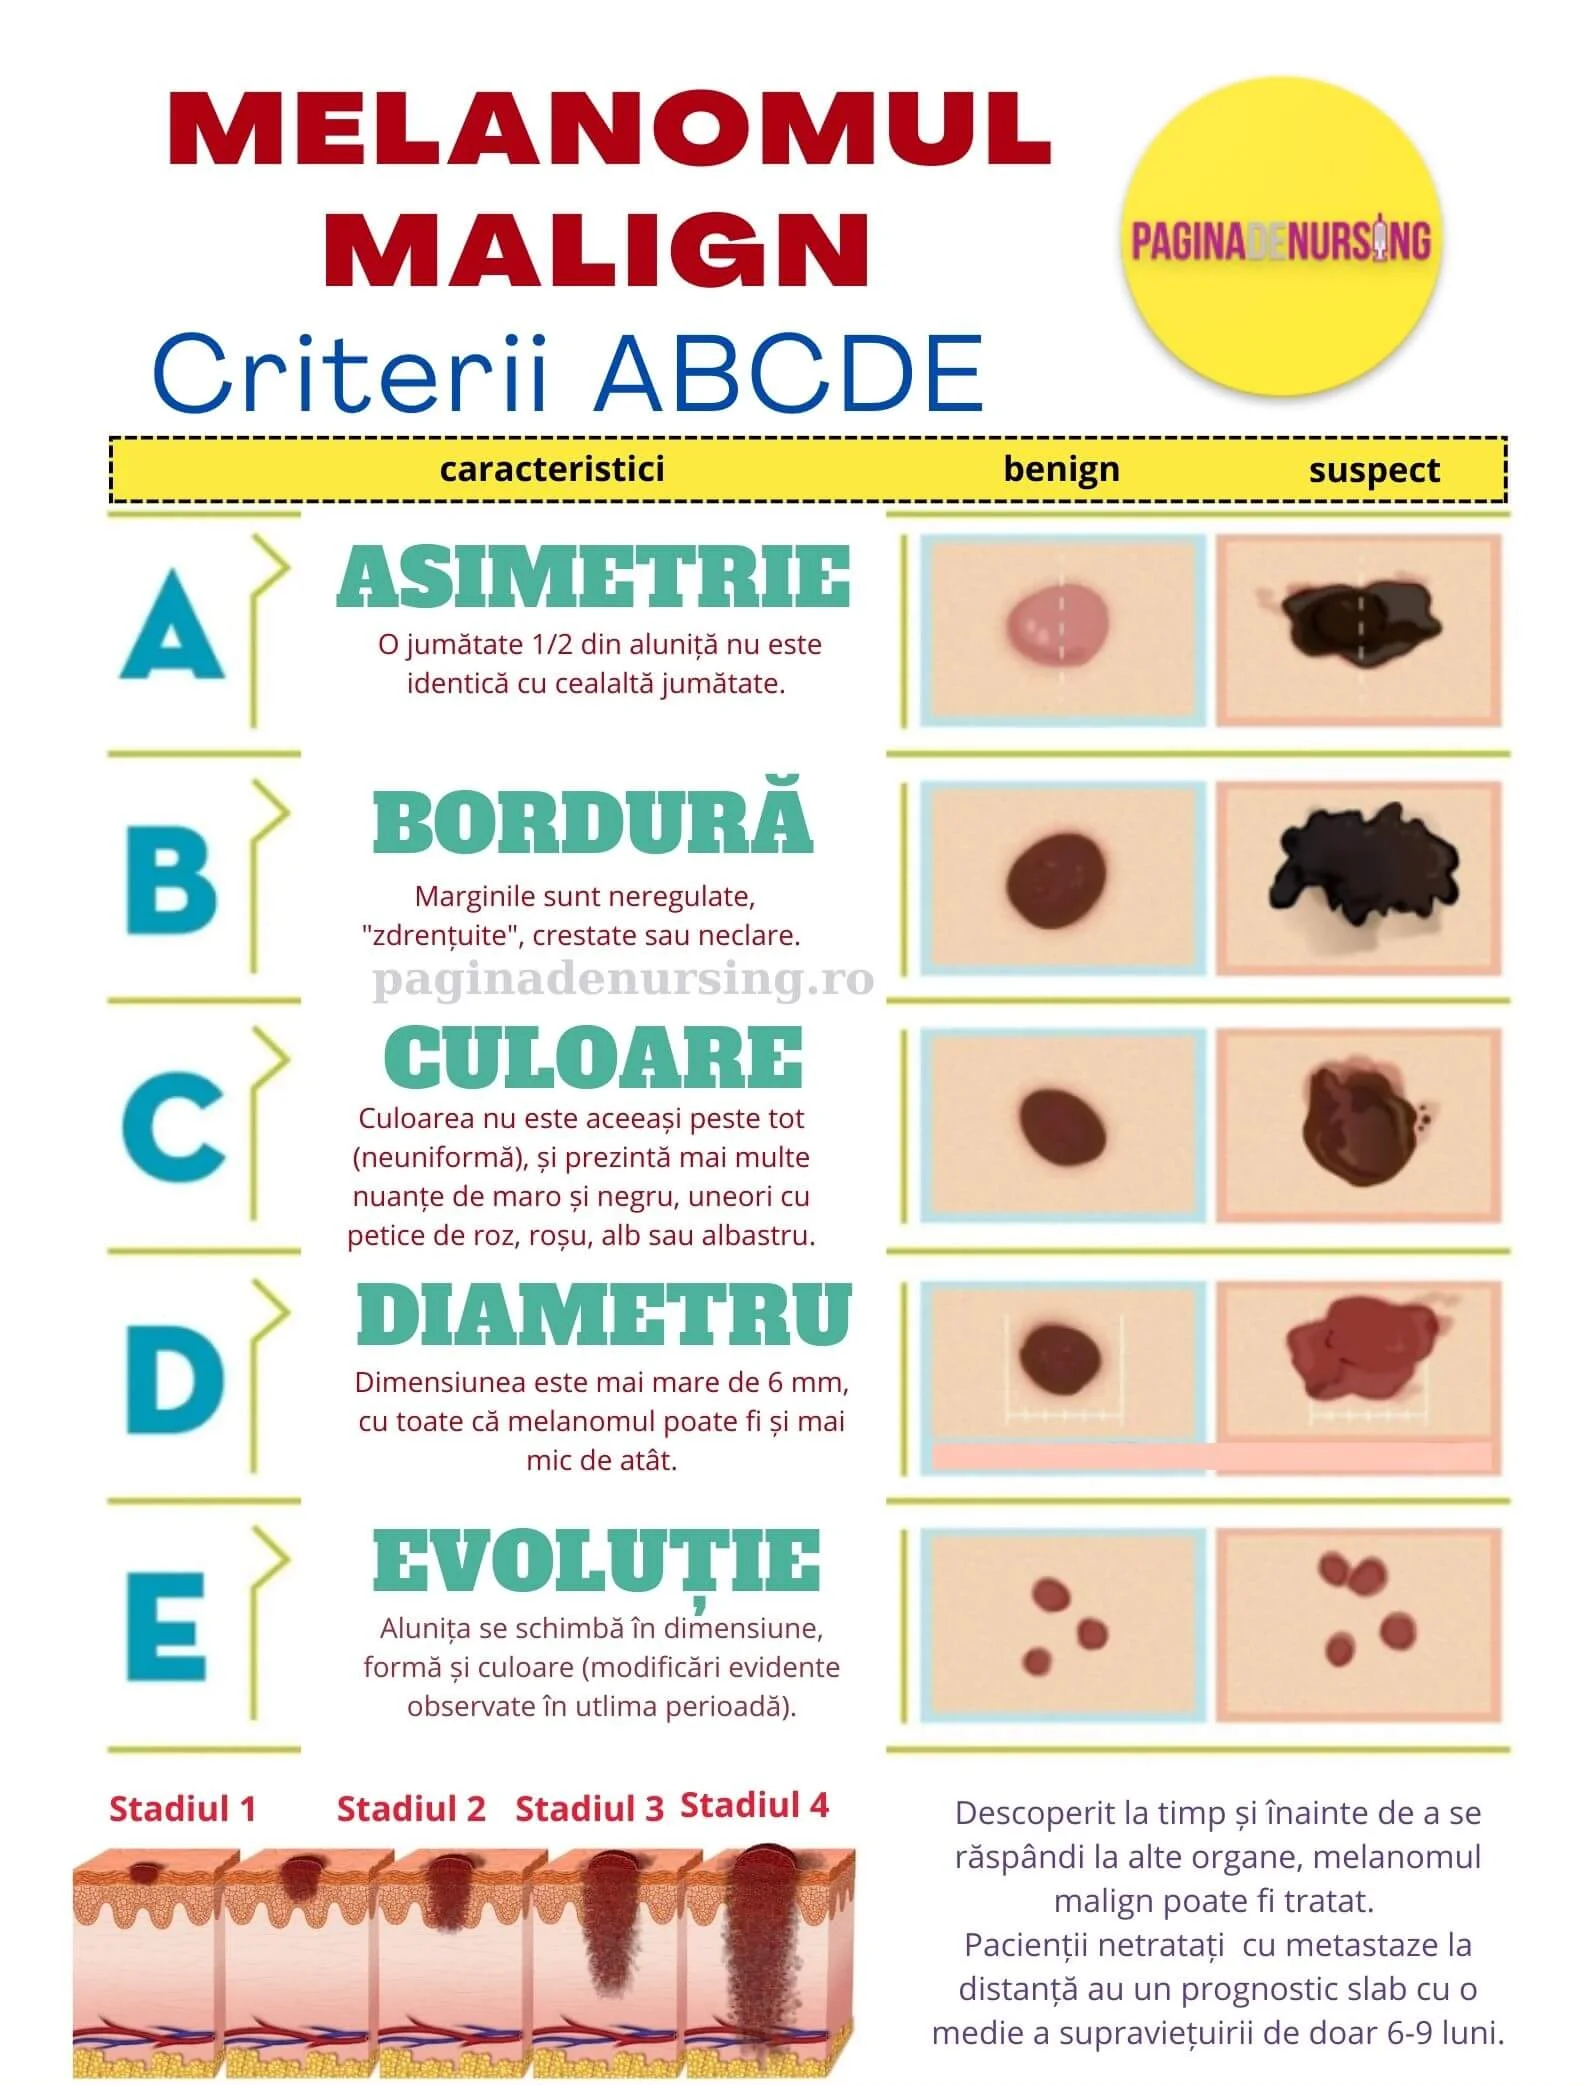 MELANOMUL
MALIGN
Criterii ABCDE
PAGINADENURSING
caracteristici benign suspect
A
ASIMETRIE
O jumătate 1/2 din aluniță nu este
identică cu cealaltă jumătate.
B
BORDURĂ
Marginile sunt neregulate,
"zdrențuite", crestate sau neclare.
paginadenursing.ro
C
CULOARE
Culoarea nu este aceeași peste tot
(neuniformă), și prezintă mai multe
nuanțe de maro și negru, uneori cu
petice de roz, roșu, alb sau albastru.
D
DIAMETRU
Dimensiunea este mai mare de 6 mm,
cu toate că melanomul poate fi și mai
mic de atât.
E
EVOLUȚIE
Alunița se schimbă în dimensiune,
formă și culoare (modificări evidente
observate în utlima perioadă).
Stadiul 1 Stadiul 2 Stadiul 3 Stadiul 4
Descoperit la timp și înainte de a se
răspândi la alte organe, melanomul
malign poate fi tratat.
Pacienții netratați cu metastaze la
distanță au un prognostic slab cu o
medie a supraviețuirii de doar 6-9 luni.